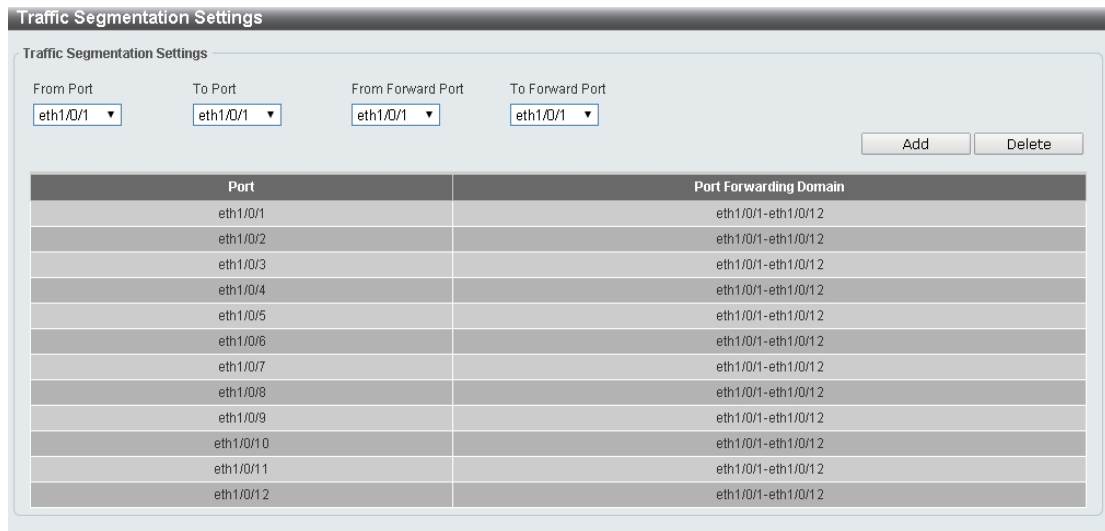 Traffic Segmentation Settings
Traffic Segmentation Settings
From Port To Port From Forward Port To Forward Port
eth1/0/1 eth1/0/1 eth1/0/1 eth1/0/1
Add Delete
Port Port Forwarding Domain
eth1/0/1 eth1/0/1-eth1/0/12
eth1/0/2 eth1/0/1-eth1/0/12
eth1/0/3 eth1/0/1-eth1/0/12
eth1/0/4 eth1/0/1-eth1/0/12
eth1/0/5 eth1/0/1-eth1/0/12
eth1/0/6 eth1/0/1-eth1/0/12
eth1/0/7 eth1/0/1-eth1/0/12
eth1/0/8 eth1/0/1-eth1/0/12
eth1/0/9 eth1/0/1-eth1/0/12
eth1/0/10 eth1/0/1-eth1/0/12
eth1/0/11 eth1/0/1-eth1/0/12
eth1/0/12 eth1/0/1-eth1/0/12